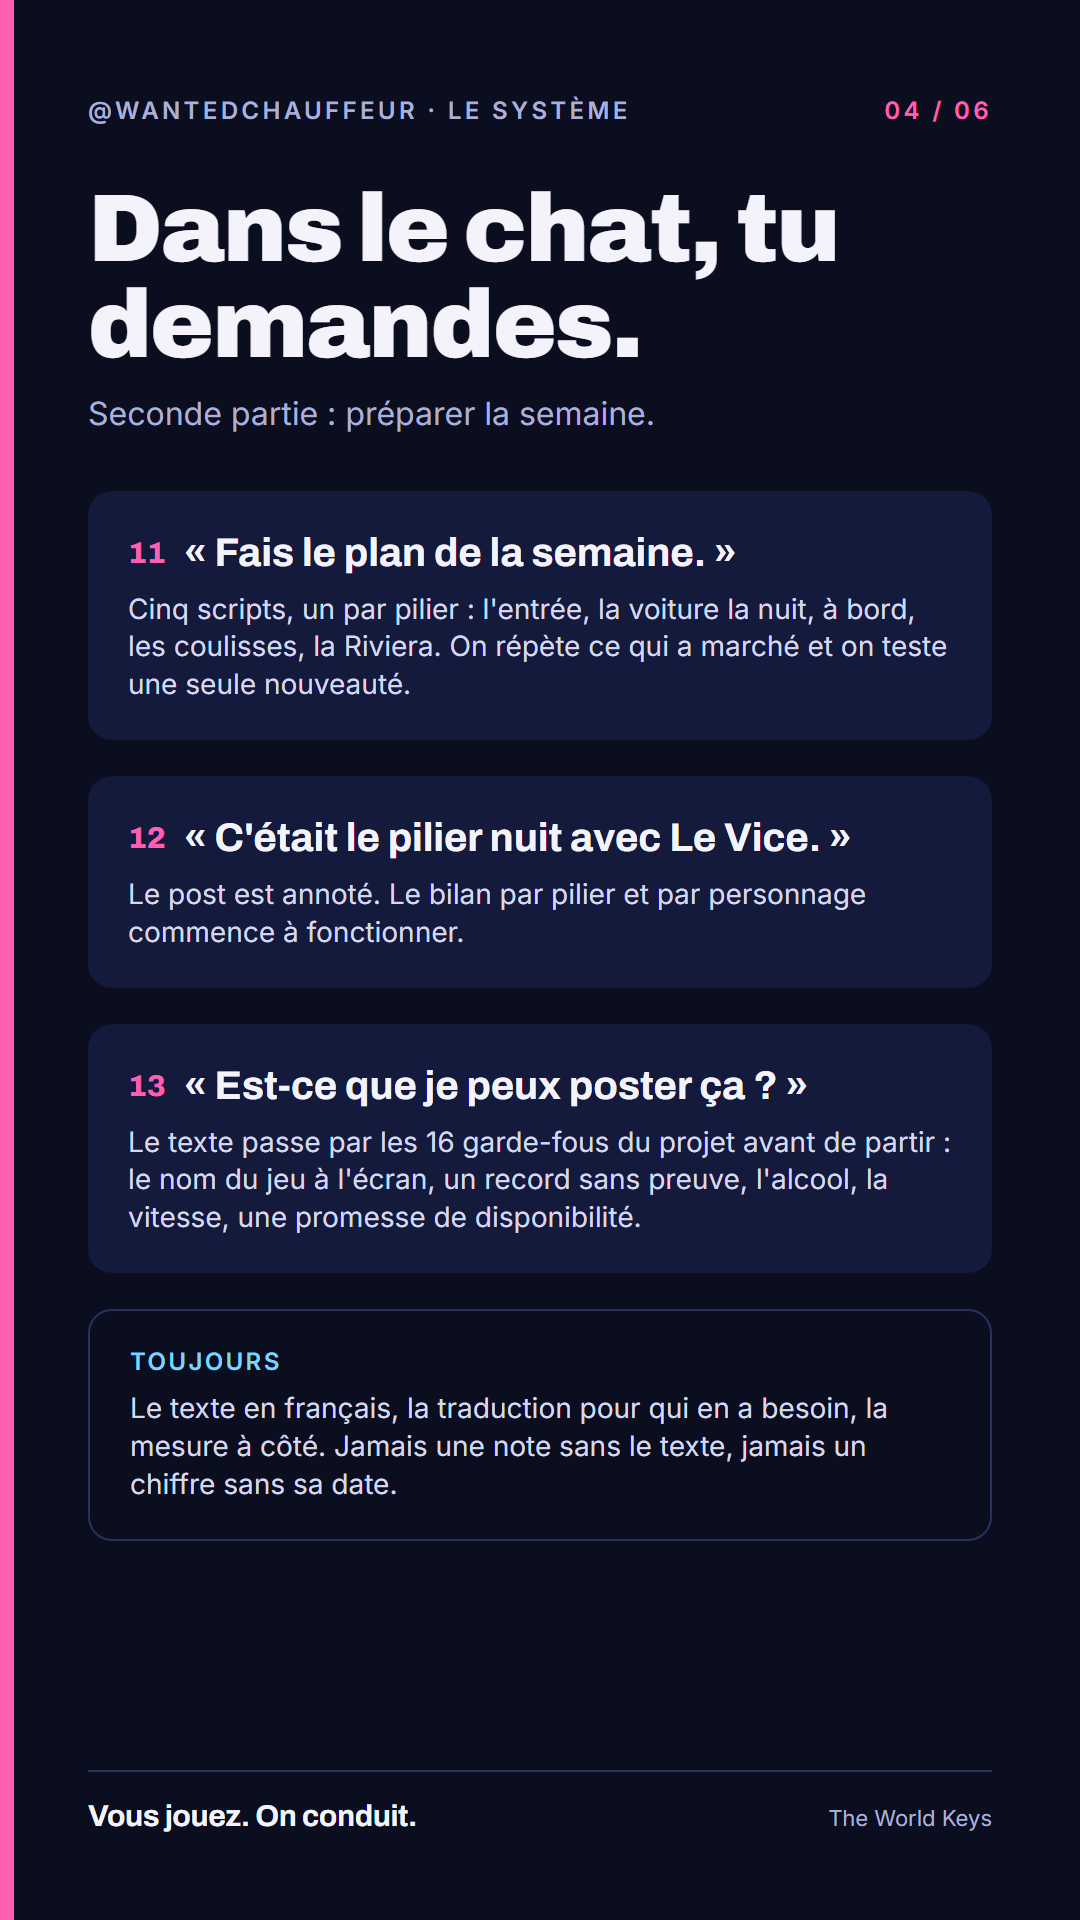 @WANTEDCHAUFFEUR · LE SYSTÈME
04 / 06
Dans le chat, tu
demandes.
Seconde partie : préparer la semaine.
11 « Fais le plan de la semaine. »
Cinq scripts, un par pilier : l'entrée, la voiture la nuit, à bord,
les coulisses, la Riviera. On répète ce qui a marché et on teste
une seule nouveauté.
12 « C'était le pilier nuit avec Le Vice. »
Le post est annoté. Le bilan par pilier et par personnage
commence à fonctionner.
13 « Est-ce que je peux poster ça ? »
Le texte passe par les 16 garde-fous du projet avant de partir :
le nom du jeu à l'écran, un record sans preuve, l'alcool, la
vitesse, une promesse de disponibilité.
TOUJOURS
Le texte en français, la traduction pour qui en a besoin, la
mesure à côté. Jamais une note sans le texte, jamais un
chiffre sans sa date.
Vous jouez. On conduit.
The World Keys